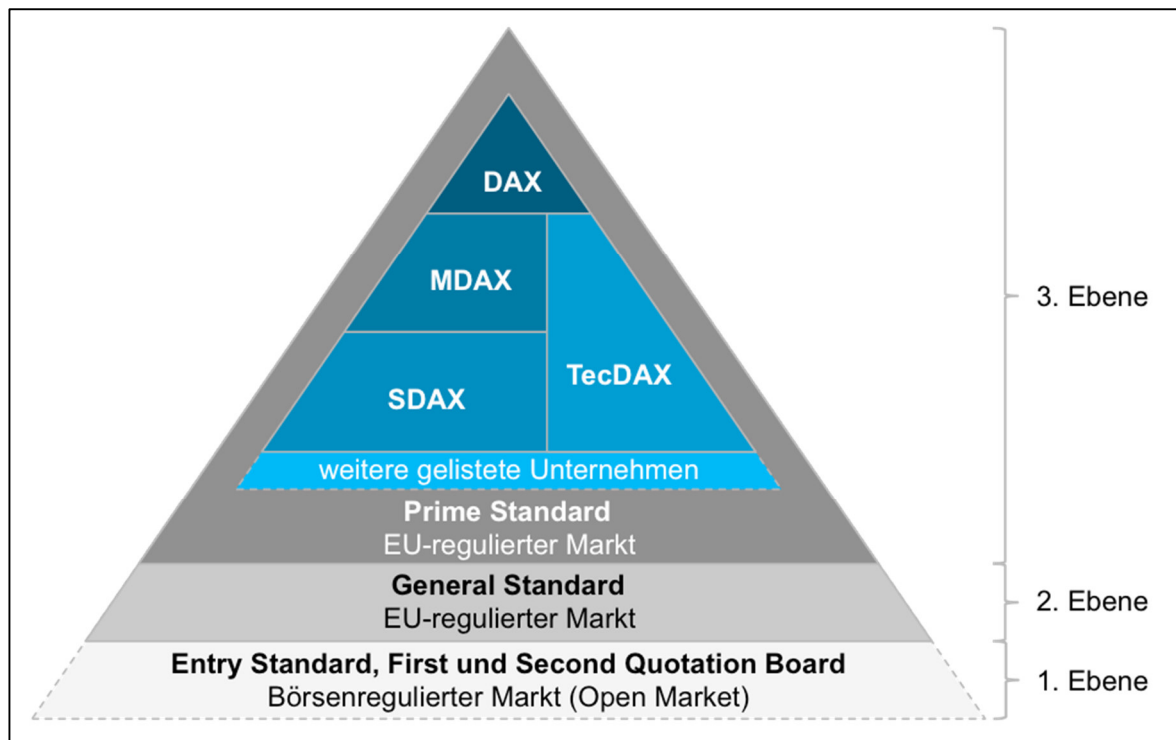 DAX
MDAX
TecDAX
SDAX
weitere gelistete Unternehmen
Prime Standard
EU-regulierter Markt
3. Ebene
General Standard
EU-regulierter Markt
2. Ebene
Entry Standard, First und Second Quotation Board
Börsenregulierter Markt (Open Market)
1. Ebene